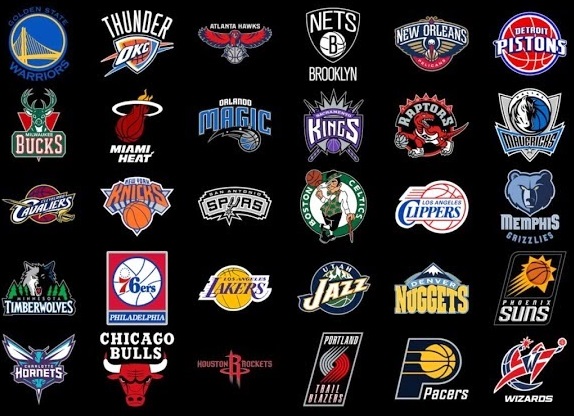 GOLDEN STATE
WARRIORS
THUNDER
OKC
ATLANTA HAWKS
NETS
B
BROOKLYN
NEW ORLEANS
PELICANS
DETROIT
PISTONS
MILWAUKEE
BUCKS
MIAMI
HEAT
ORLANDO
MAGIC
SACRAMENTO
KINGS
RAPTORS
MAVERICKS
CLEVELAND
CAVALIERS
NEW YORK
KNICKS
SAN ANTONIO
SPURS
BOSTON
CELTICS
LOS ANGELES
CLIPPERS
MEMPHIS
GRIZZLIES
MINNESOTA
TIMBERWOLVES
76ers
PHILADELPHIA
LOS ANGELES
LAKERS
UTAH
JAZZ
DENVER
NUGGETS
PHOENIX
SUNS
CHARLOTTE
HORNETS
CHICAGO
BULLS
HOUSTON R ROCKETS
PORTLAND
TRAIL
BLAZERS
P
Pacers
W
WIZARDS